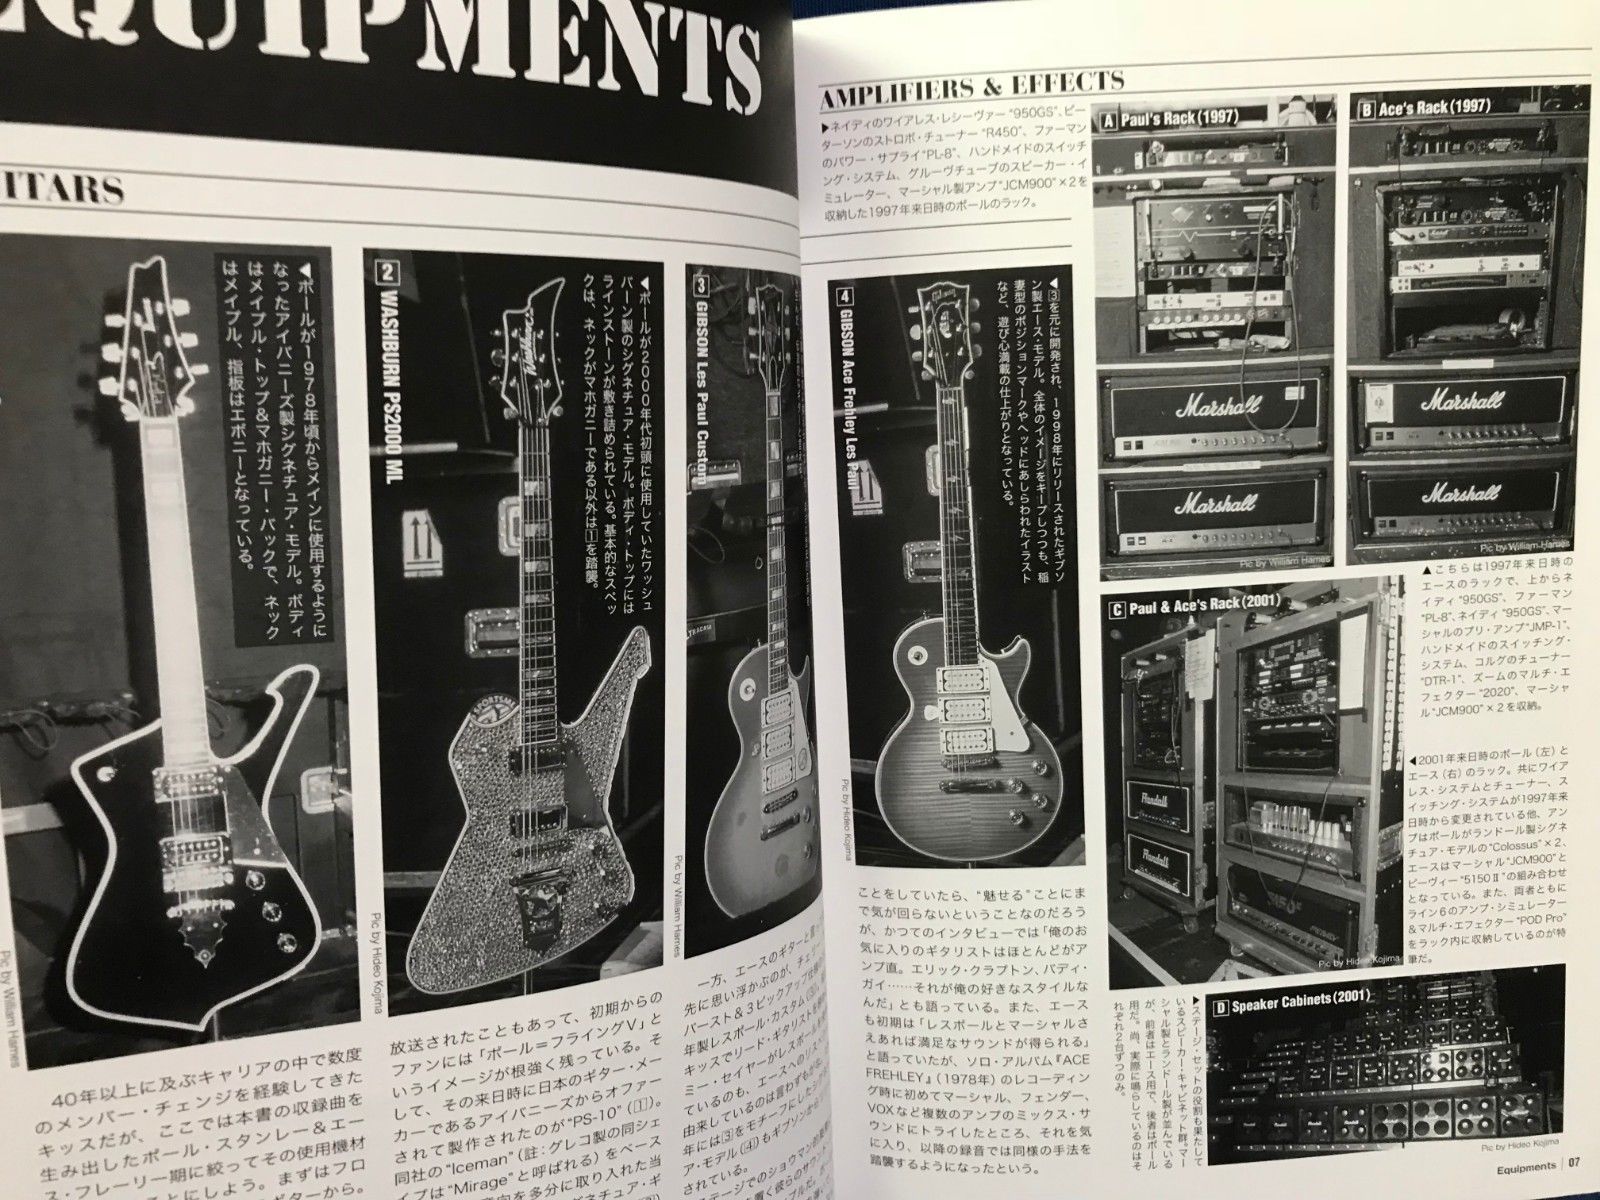 EQUIPMENTS
ITARS
◀ポールが1978年頃からメインに使用するように
なったアイバニーズ製シグネチュア・モデル。ボディ
はメイプル・トップ&マホガニー・バックで、ネック
はメイプル、指板はエボニーとなっている。
Pic by William Hames
2 WASHBURN PS2000 ML
◀ポールが2000年代初頭に使用していたワッシュ
バーン製のシグネチュア・モデル。ボディ・トップには
ラインストーンが敷き詰められている。基本的なスペッ
クは、ネックがマホガニーである以外は1を踏襲。
Washburn
Pic by Hideo Kojima
3 GIBSON Les Paul Custom
Pic by William Hames
40年以上に及ぶキャリアの中で数度
のメンバー・チェンジを経験してきた
キッスだが、ここでは本書の収録曲を
生み出したポール・スタンレー&エー
ス・フレーリー期に絞ってその使用機材
ことにしよう。まずはフロ
ギターから。
放送されたこともあって、初期からの
ファンには「ポール=フライングV」と
いうイメージが根強く残っている。そ
して、その来日時に日本のギター・メー
カーであるアイバニーズからオファー
されて製作されたのが“PS-10”(1)。
同社の“Iceman”(註:グレコ製の同シェ
イプは“Mirage”と呼ばれる)をベース
意向を多分に取り入れた当
グネチュア・ギ
一方、エースのギターと言っ
先に思い浮かぶのが、チェリー
バースト&3ピックアップ仕様の
年製レスポール・カスタム(3)。
キッスでリード・ギタリスト
ミー・セイヤーがレスポール
ているのも、エースへのリスペ
由来しているのは言わずもが
年には3をモチーフにした
ア・モデル(4)もギブソンから
されている。
ステージでのショウマン的
AMPLIFIERS & EFFECTS
▶ネイディのワイアレス・レシーヴァー“950GS”、ピー
ターソンのストロボ・チューナー“R450”、ファーマン
のパワー・サプライ“PL-8”、ハンドメイドのスイッチ
ング・システム、グルーヴチューブのスピーカー・イ
ミュレーター、マーシャル製アンプ“JCM900”×2を
収納した1997年来日時のポールのラック。
4 GIBSON Ace Frehley Les Paul
◀3を元に開発され、1998年にリリースされたギブソ
ン製エース・モデル。全体のイメージをキープしつつも、稲
妻型のポジションマークやヘッドにあしらわれたイラスト
など、遊び心満載の仕上がりとなっている。
Gibson
Pic by Hideo Kojima
ことをしていたら、“魅せる”ことにま
で気が回らないということなのだろう
が、かつてのインタビューでは「俺のお
気に入りのギタリストはほとんどがア
ンプ直。エリック・クラプトン、バディ・
ガイ……それが俺の好きなスタイルな
んだ」とも語っている。また、エース
も初期は「レスポールとマーシャルさ
えあれば満足なサウンドが得られる」
と語っていたが、ソロ・アルバム『ACE
FREHLEY』(1978年)のレコーディン
グ時に初めてマーシャル、フェンダー、
VOXなど複数のアンプのミックス・サ
ウンドにトライしたところ、それを気
に入り、以降の録音では同様の手法を
踏襲するようになったという。
A Paul's Rack (1997)
Marshall
Marshall
Pic by William Hames
B Ace's Rack (1997)
Marshall
Marshall
Pic by William Hames
▲こちらは1997年来日時の
エースのラックで、上からネ
イディ“950GS”、ファーマン
“PL-8”、ネイディ“950GS”、マー
シャルのプリ・アンプ“JMP-1”、
ハンドメイドのスイッチング・
システム、コルグのチューナー
“DTR-1”、ズームのマルチ・エ
フェクター“2020”、マーシャ
ル“JCM900”×2を収納。
C Paul & Ace's Rack (2001)
Randall
Randall
Pic by Hideo Kojima
◀2001年来日時のポール(左)と
エース(右)のラック。共にワイア
レス・システムとチューナー、ス
イッチング・システムが1997年来
日時から変更されている他、アン
プはポールがランドール製シグネ
チュア・モデルの“Colossus”×2、
エースはマーシャル“JCM900”と
ピーヴィー“5150Ⅱ”の組み合わせ
となっている。また、両者ともに
ライン6のアンプ・シミュレーター
&マルチ・エフェクター“POD Pro”
をラック内に収納しているのが特
筆だ。
▶ステージ・セットの役割も果たして
いるスピーカー・キャビネット群。マー
シャル製とランドール製が並んでいる
が、前者はエース用で、後者はポール
用だ。尚、実際に鳴らしているのはそ
れぞれ2台ずつのみ。
D Speaker Cabinets (2001)
Pic by Hideo Kojima
Equipments | 07